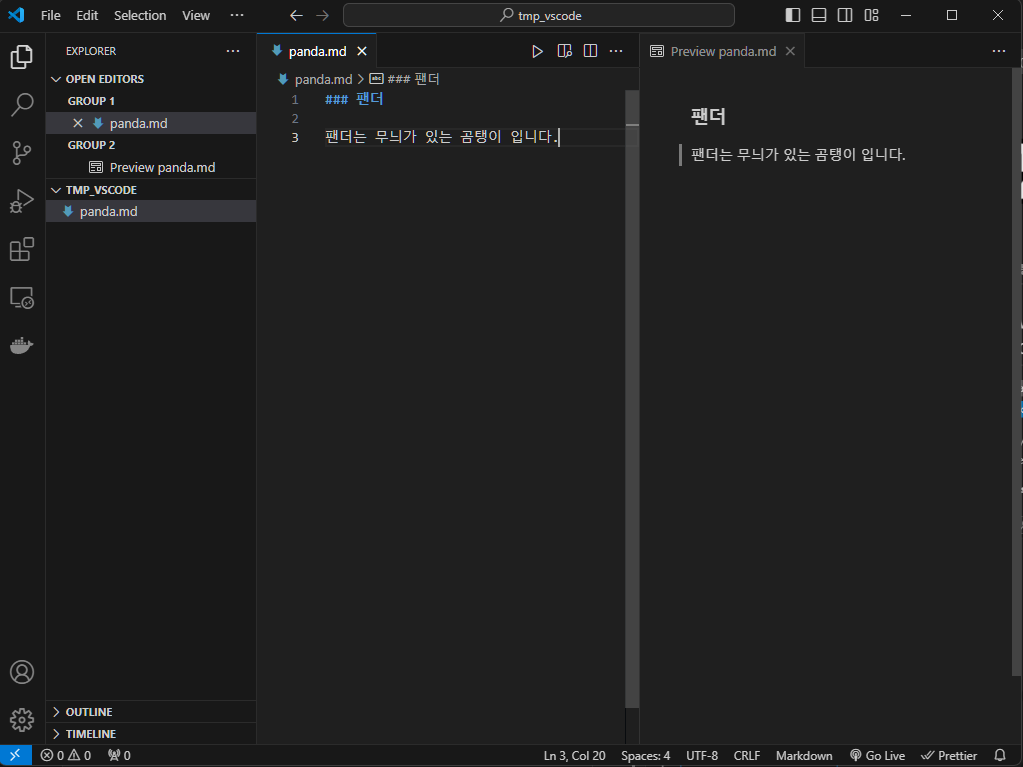 File Edit Selection View ··· tmp_vscode
EXPLORER ···
OPEN EDITORS
GROUP 1
panda.md
GROUP 2
Preview panda.md
TMP_VSCODE
panda.md
OUTLINE
TIMELINE
panda.md
panda.md > ### 팬더
1 ### 팬더
2
3 팬더는 무늬가 있는 곰탱이 입니다.
Preview panda.md
팬더
팬더는 무늬가 있는 곰탱이 입니다.
0 0 0 Ln 3, Col 20 Spaces: 4 UTF-8 CRLF Markdown Go Live Prettier